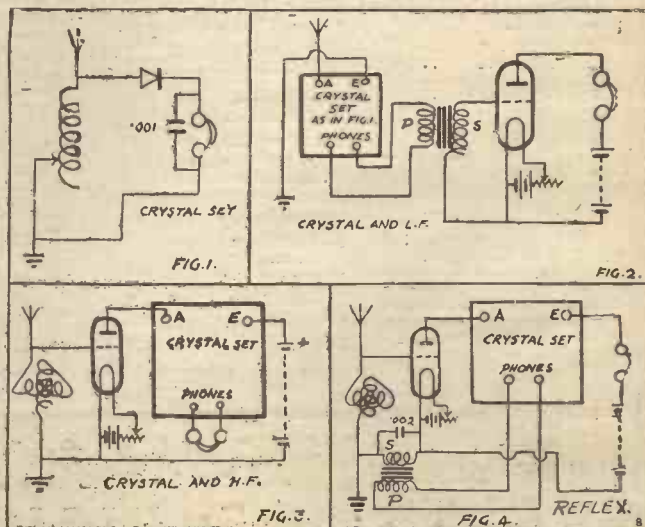 .001
CRYSTAL SET
FIG.1.
A E
CRYSTAL
SET
AS IN FIG.1.
PHONES
P S
CRYSTAL AND L.F.
FIG.2.
A E
CRYSTAL SET
PHONES
+
-
CRYSTAL AND H.F.
FIG.3.
A E
CRYSTAL SET
PHONES
.002
S
P
REFLEX.
FIG.4.
8